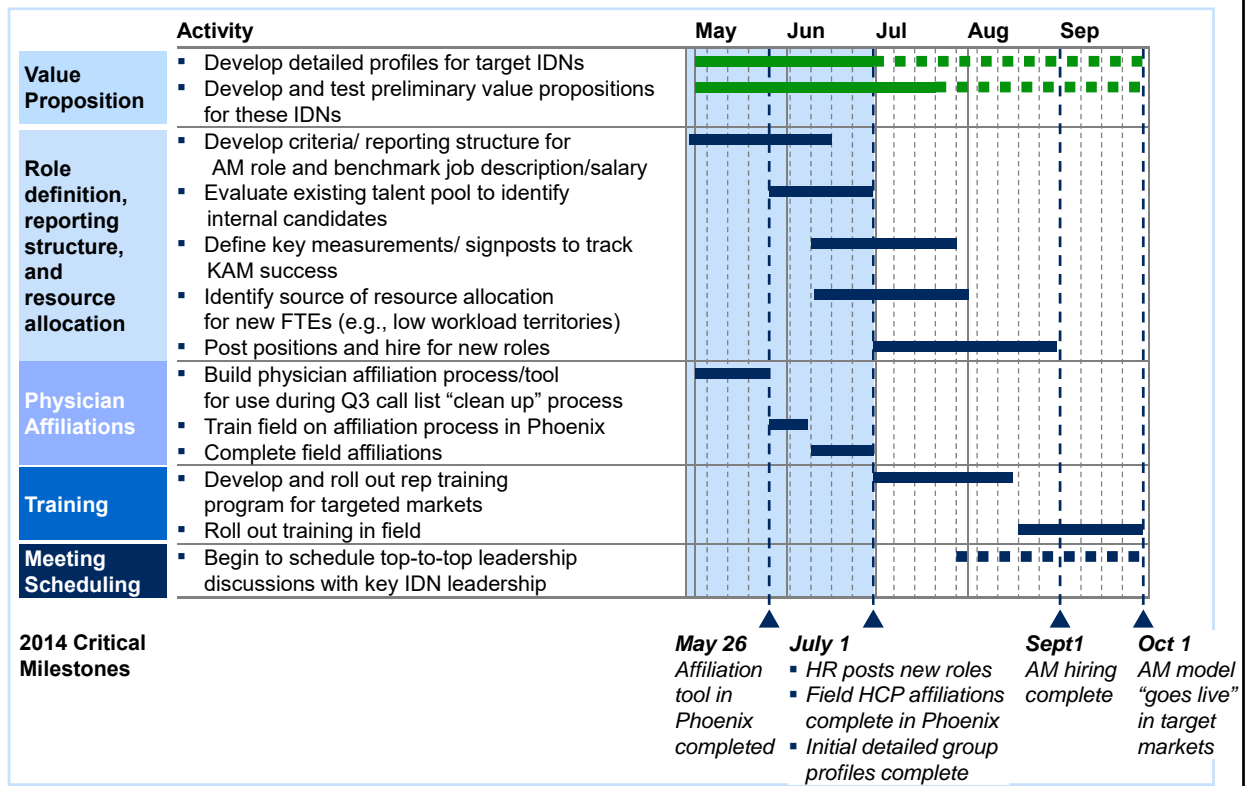 Activity
May
Jun
Jul
Aug
Sep
Value
Proposition
▪ Develop detailed profiles for target IDNs
▪ Develop and test preliminary value propositions
for these IDNs
Role
definition,
reporting
structure,
and
resource
allocation
▪ Develop criteria/ reporting structure for
AM role and benchmark job description/salary
▪ Evaluate existing talent pool to identify
internal candidates
▪ Define key measurements/ signposts to track
KAM success
▪ Identify source of resource allocation
for new FTEs (e.g., low workload territories)
▪ Post positions and hire for new roles
Physician
Affiliations
▪ Build physician affiliation process/tool
for use during Q3 call list “clean up” process
▪ Train field on affiliation process in Phoenix
▪ Complete field affiliations
Training
▪ Develop and roll out rep training
program for targeted markets
▪ Roll out training in field
Meeting
Scheduling
▪ Begin to schedule top-to-top leadership
discussions with key IDN leadership
2014 Critical
Milestones
May 26
Affiliation
tool in
Phoenix
completed
July 1
▪ HR posts new roles
▪ Field HCP affiliations
complete in Phoenix
▪ Initial detailed group
profiles complete
Sept1
AM hiring
complete
Oct 1
AM model
“goes live”
in target
markets